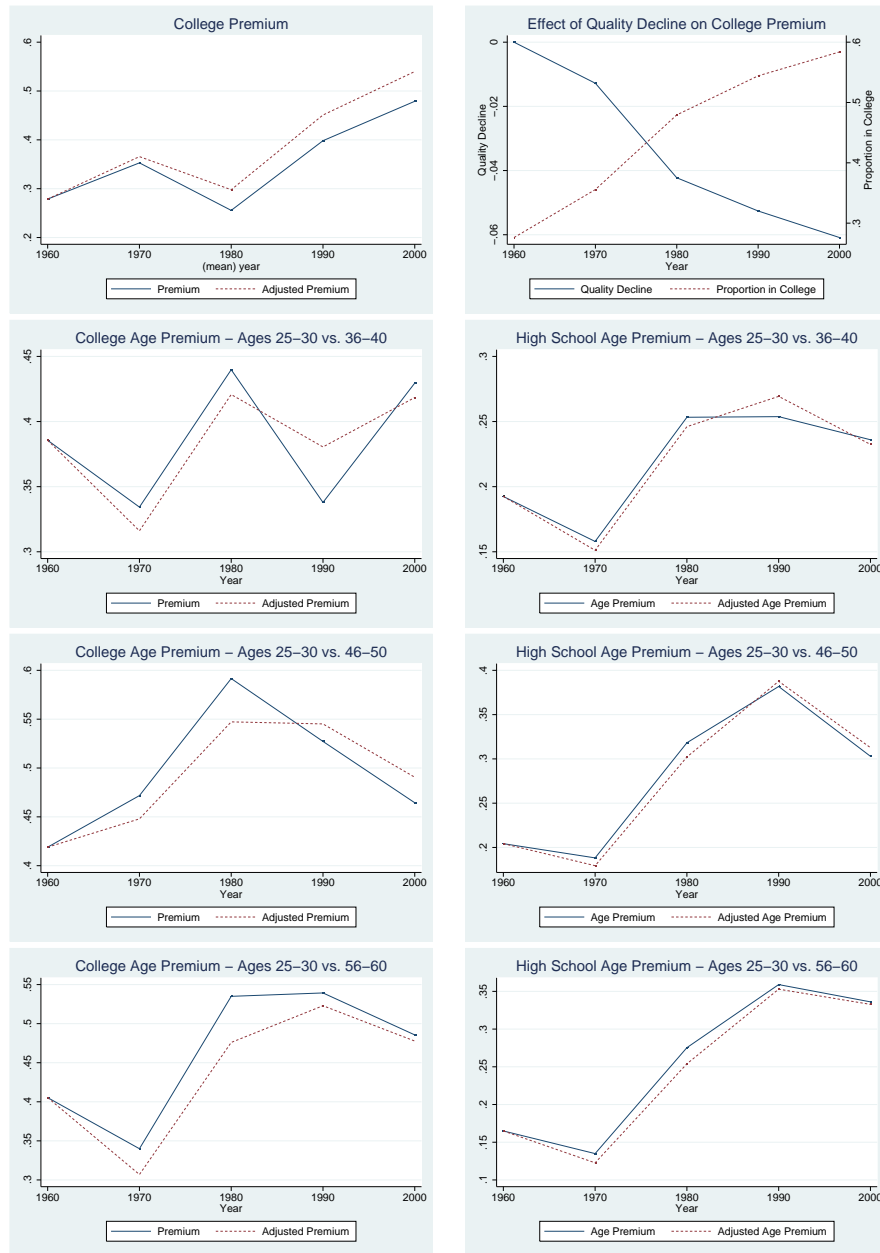 College Premium
.6
.5
.4
.3
.2
1960 1970 1980 1990 2000
(mean) year
Premium Adjusted Premium
Effect of Quality Decline on College Premium
0
−.02
−.04
−.06
Quality Decline
.6
.5
.4
.3
Proportion in College
1960 1970 1980 1990 2000
Year
Quality Decline Proportion in College
College Age Premium − Ages 25−30 vs. 36−40
.45
.4
.35
.3
1960 1970 1980 1990 2000
Year
Premium Adjusted Premium
High School Age Premium − Ages 25−30 vs. 36−40
.3
.25
.2
.15
1960 1970 1980 1990 2000
Year
Age Premium Adjusted Age Premium
College Age Premium − Ages 25−30 vs. 46−50
.6
.55
.5
.45
.4
1960 1970 1980 1990 2000
Year
Premium Adjusted Premium
High School Age Premium − Ages 25−30 vs. 46−50
.4
.35
.3
.25
.2
1960 1970 1980 1990 2000
Year
Age Premium Adjusted Age Premium
College Age Premium − Ages 25−30 vs. 56−60
.55
.5
.45
.4
.35
.3
1960 1970 1980 1990 2000
Year
Premium Adjusted Premium
High School Age Premium − Ages 25−30 vs. 56−60
.35
.3
.25
.2
.15
.1
1960 1970 1980 1990 2000
Year
Age Premium Adjusted Age Premium